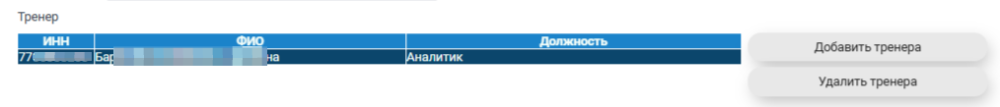 Тренер
ИНН ФИО Должность
Аналитик
Добавить тренера
Удалить тренера